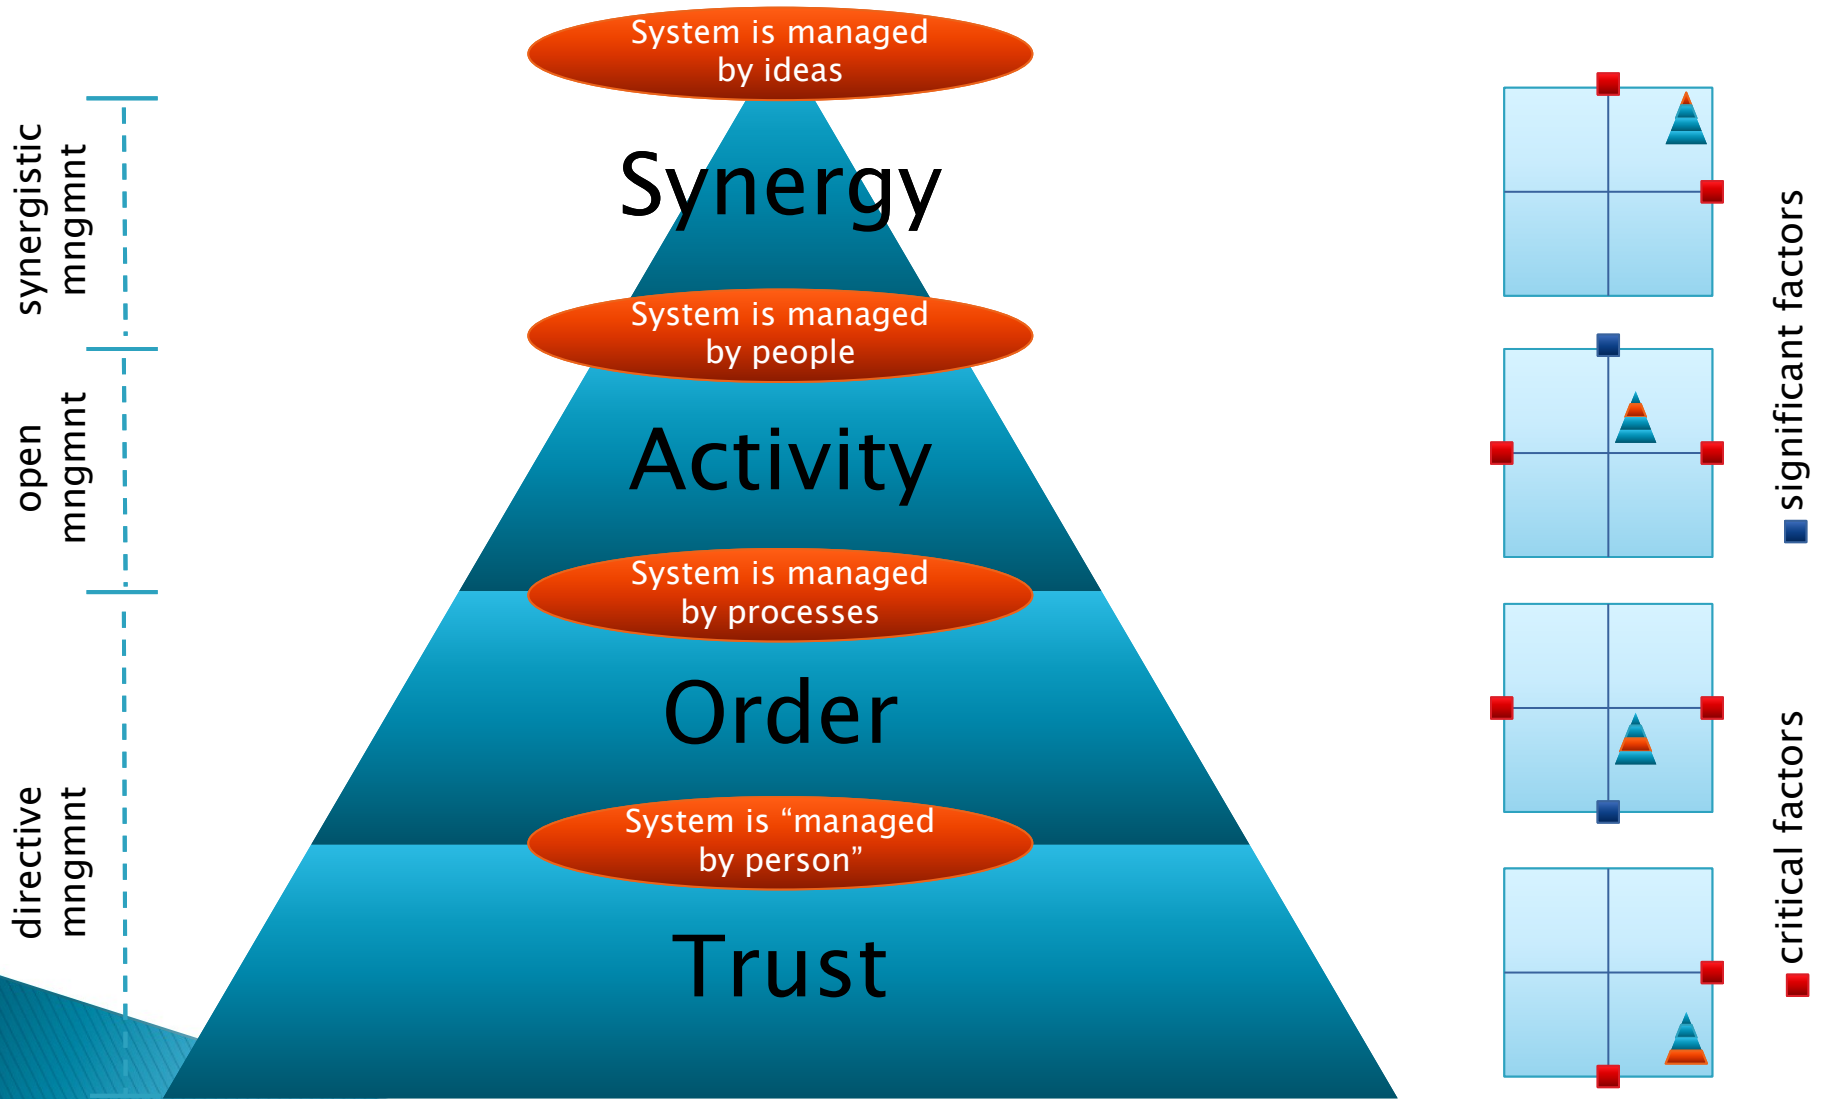 System is managed
by ideas
Synergy
System is managed
by people
Activity
System is managed
by processes
Order
System is “managed
by person”
Trust
synergistic
mngmnt
open
mngmnt
directive
mngmnt
significant factors
critical factors